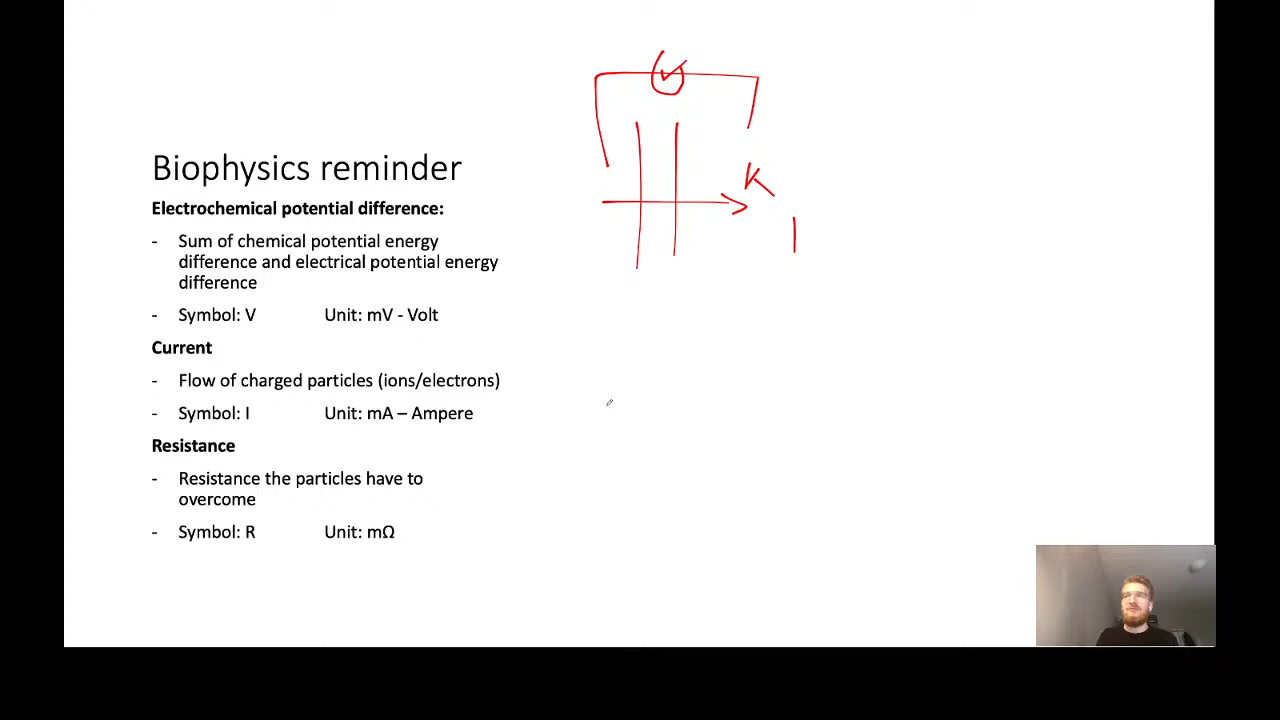 Biophysics reminder
Electrochemical potential difference:
- Sum of chemical potential energy
difference and electrical potential energy
difference
- Symbol: V Unit: mV - Volt
Current
- Flow of charged particles (ions/electrons)
- Symbol: I Unit: mA – Ampere
Resistance
- Resistance the particles have to
overcome
- Symbol: R Unit: mΩ
V
K
I